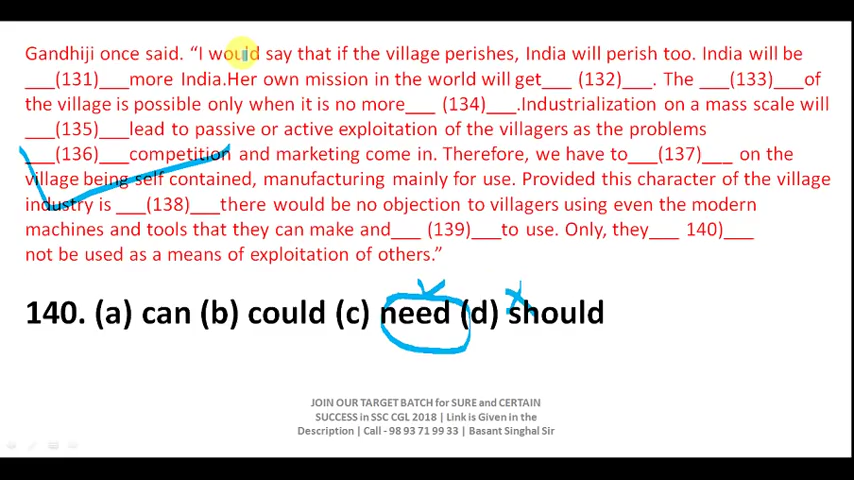 Gandhiji once said. “I would say that if the village perishes, India will perish too. India will be
___(131)___more India.Her own mission in the world will get___ (132)___. The ___(133)___of
the village is possible only when it is no more___ (134)___.Industrialization on a mass scale will
___(135)___lead to passive or active exploitation of the villagers as the problems
___(136)___competition and marketing come in. Therefore, we have to___(137)___ on the
village being self contained, manufacturing mainly for use. Provided this character of the village
industry is ___(138)___there would be no objection to villagers using even the modern
machines and tools that they can make and___ (139)___to use. Only, they___ 140)___
not be used as a means of exploitation of others.”
140. (a) can (b) could (c) need (d) should
JOIN OUR TARGET BATCH for SURE and CERTAIN
SUCCESS in SSC CGL 2018 | Link is Given in the
Description | Call - 98 93 71 99 33 | Basant Singhal Sir